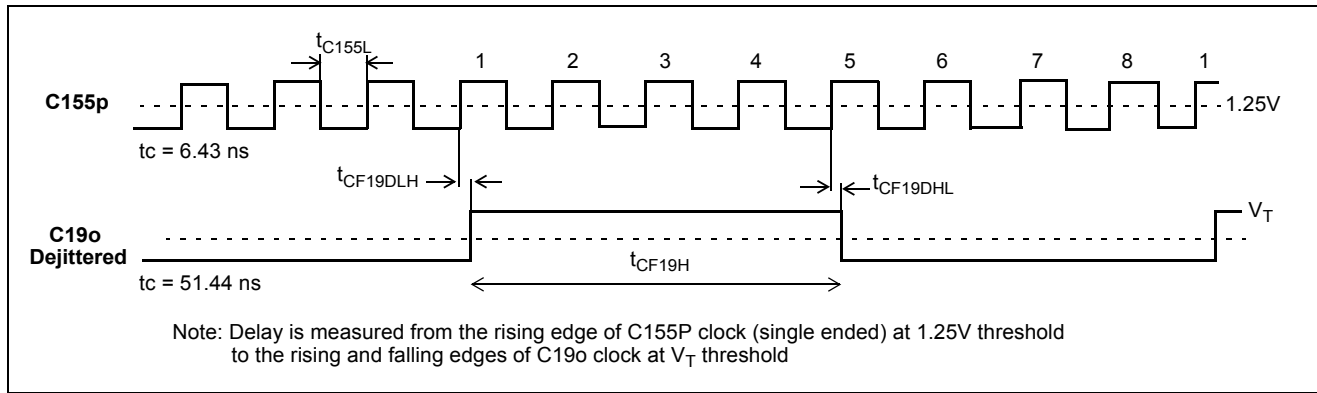 tC155L
1 2 3 4 5 6 7 8 1
C155p
1.25V
tc = 6.43 ns
tCF19DLH
tCF19DHL
VT
C19o
Dejittered
tCF19H
tc = 51.44 ns
Note: Delay is measured from the rising edge of C155P clock (single ended) at 1.25V threshold
to the rising and falling edges of C19o clock at VT threshold